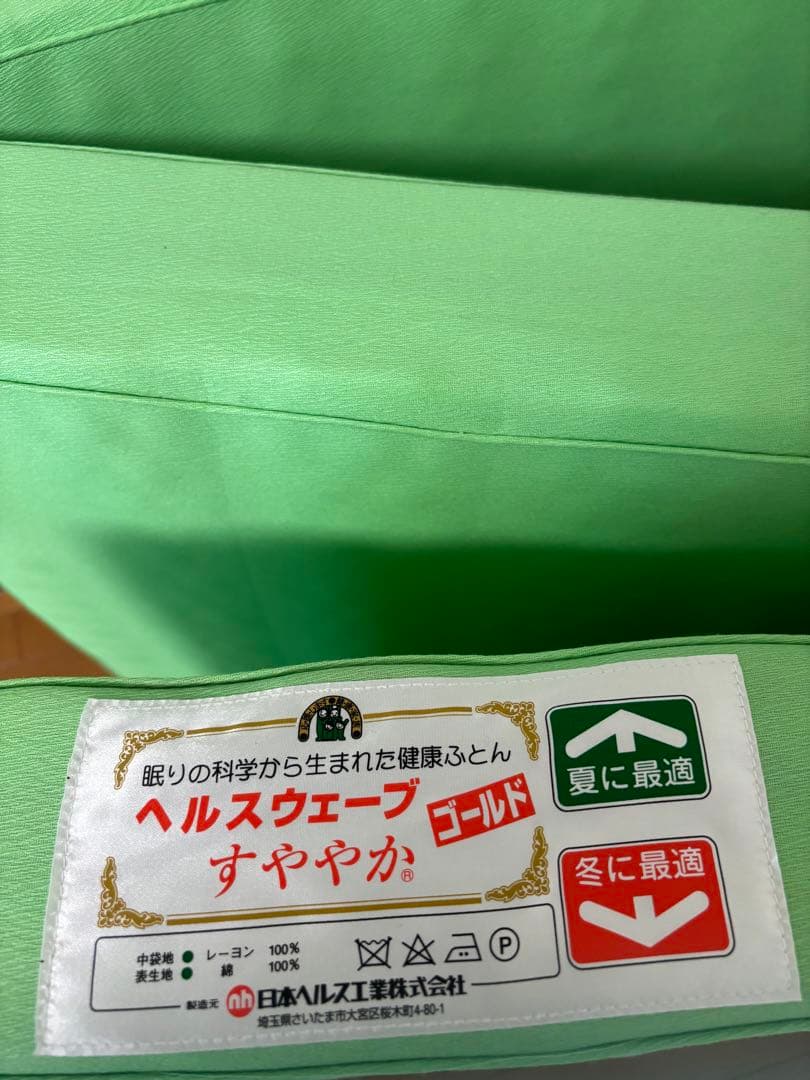 眠りの科学から生まれた健康ふとん
ヘルスウェーブ
ゴールド
すややか®
夏に最適
冬に最適
中袋地 ● レーヨン 100%
表生地 ● 綿 100%
P
製造元 nh 日本ヘルス工業株式会社
埼玉県さいたま市大宮区桜木町4-80-1